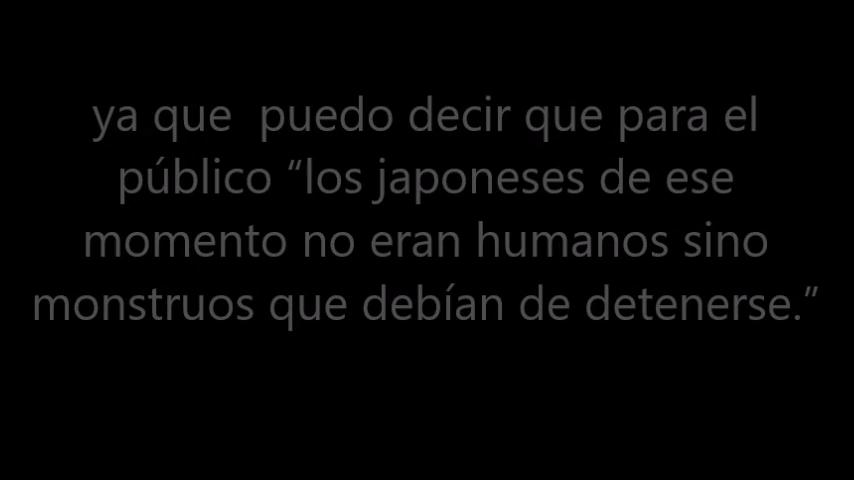 ya que  puedo decir que para el
público “los japoneses de ese
momento no eran humanos sino
monstruos que debían de detenerse.”